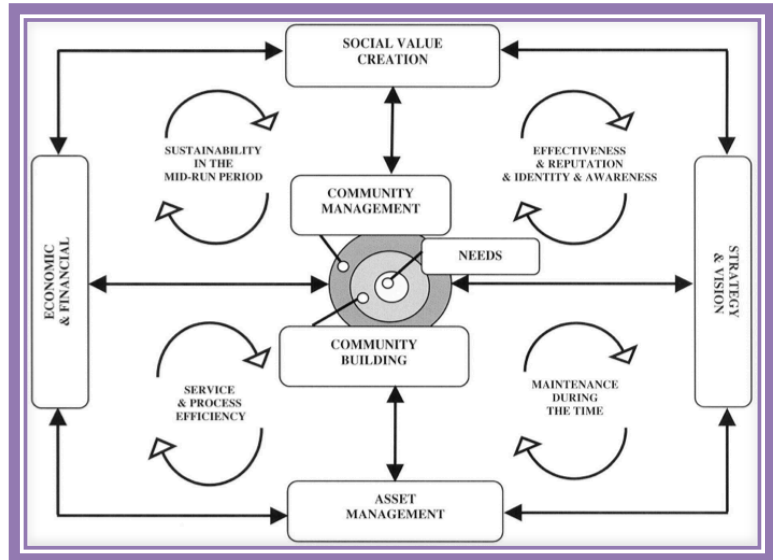 SOCIAL VALUE
CREATION
SUSTAINABILITY
IN THE
MID-RUN PERIOD
EFFECTIVENESS
& REPUTATION
& IDENTITY & AWARENESS
COMMUNITY
MANAGEMENT
NEEDS
ECONOMIC
& FINANCIAL
STRATEGY
& VISION
COMMUNITY
BUILDING
SERVICE
& PROCESS
EFFICIENCY
MAINTENANCE
DURING
THE TIME
ASSET
MANAGEMENT